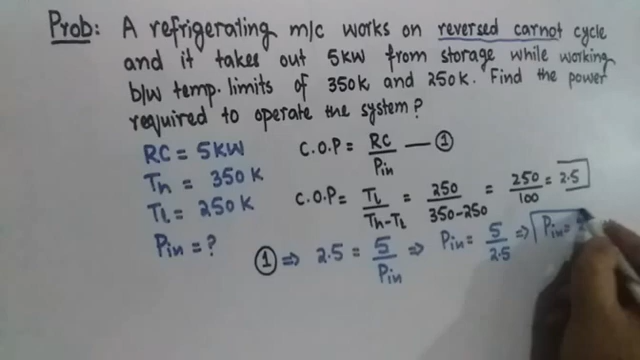 Prob: A refrigerating m/c works on reversed carnot cycle
and it takes out 5KW from storage while working
b/w temp. limits of 350K and 250K. Find the power
required to operate the system?
RC = 5KW
Th = 350K
TL = 250K
Pin = ?
C.O.P = RC/Pin — ①
C.O.P = TL/(Th-TL) = 250/(350-250) = 250/100 = 2.5
① ⇒ 2.5 = 5/Pin ⇒ Pin = 5/2.5 ⇒ Pin =